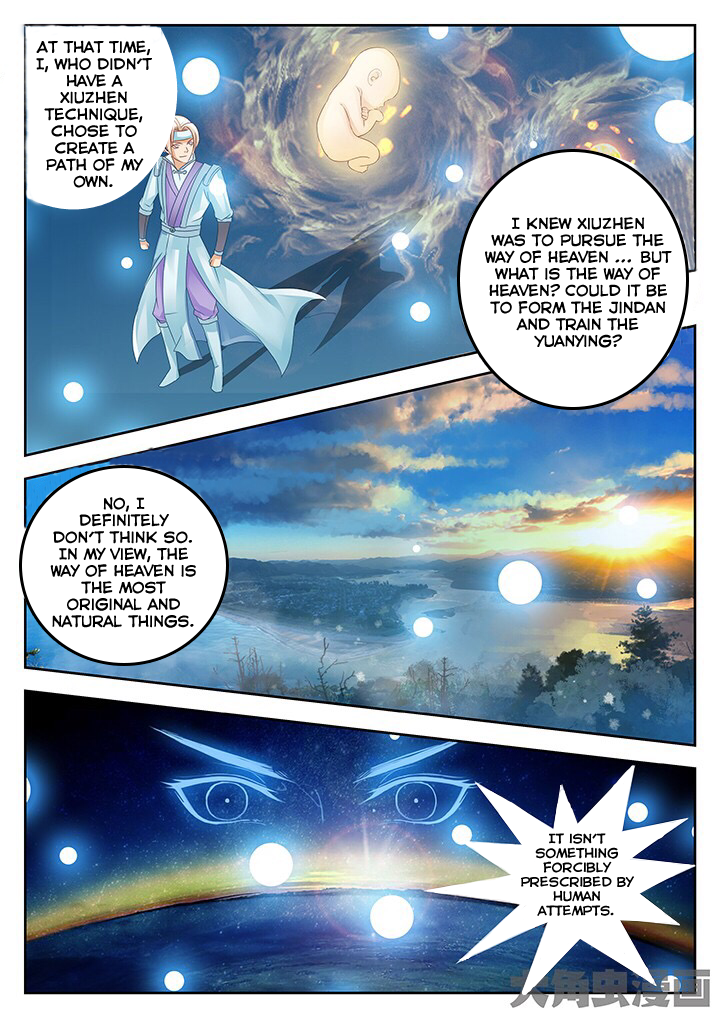 AT THAT TIME,
I, WHO DIDN'T
HAVE A
XIUZHEN
TECHNIQUE,
CHOSE TO
CREATE A
PATH OF MY
OWN.
I KNEW XIUZHEN
WAS TO PURSUE THE
WAY OF HEAVEN ... BUT
WHAT IS THE WAY OF
HEAVEN? COULD IT BE
TO FORM THE JINDAN
AND TRAIN THE
YUANYING?
NO, I
DEFINITELY
DON'T THINK SO.
IN MY VIEW, THE
WAY OF HEAVEN IS
THE MOST
ORIGINAL AND
NATURAL THINGS.
IT ISN'T
SOMETHING
FORCIBLY
PRESCRIBED BY
HUMAN
ATTEMPTS.
大角虫漫画